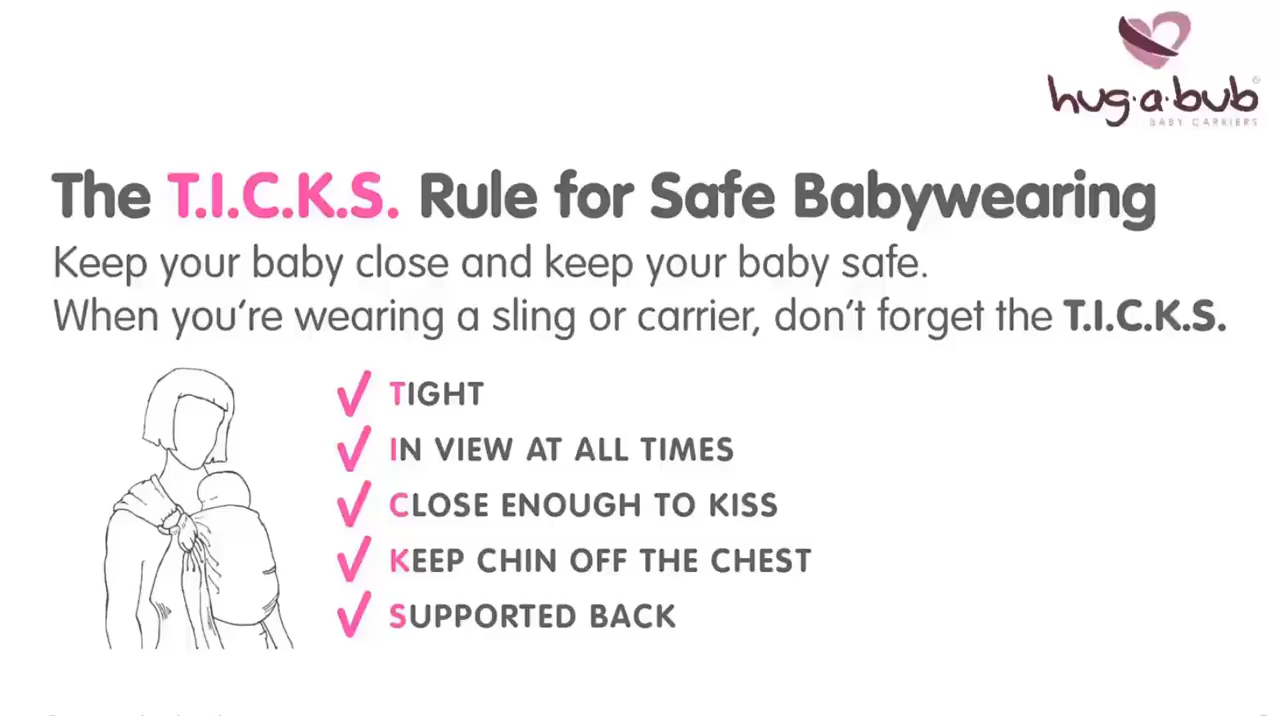 hug·a·bub®
BABY CARRIERS
The T.I.C.K.S. Rule for Safe Babywearing
Keep your baby close and keep your baby safe.
When you're wearing a sling or carrier, don't forget the T.I.C.K.S.
TIGHT
IN VIEW AT ALL TIMES
CLOSE ENOUGH TO KISS
KEEP CHIN OFF THE CHEST
SUPPORTED BACK